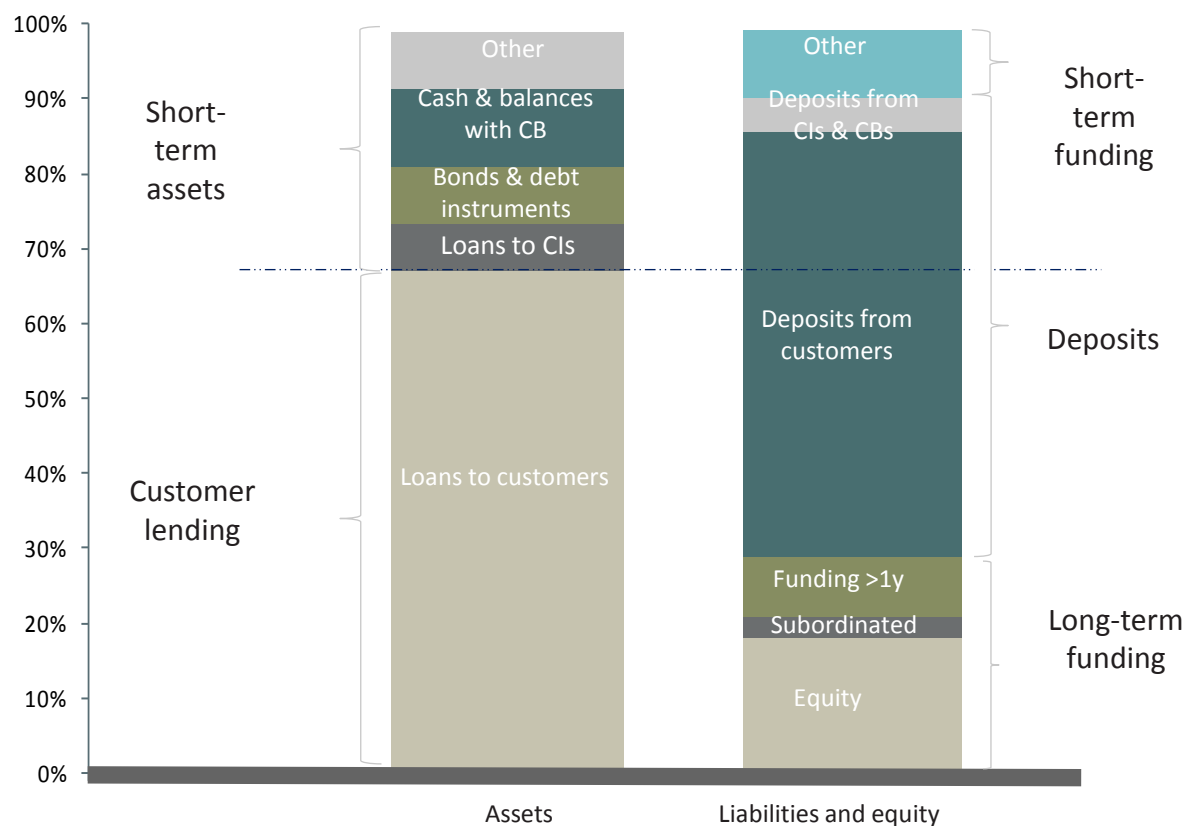 100%
90%
80%
70%
60%
50%
40%
30%
20%
10%
0%
Short-
term
assets
Customer
lending
Other
Cash & balances
with CB
Bonds & debt
instruments
Loans to CIs
Loans to customers
Other
Deposits from
CIs & CBs
Deposits from
customers
Funding >1y
Subordinated
Equity
Short-
term
funding
Deposits
Long-term
funding
Assets
Liabilities and equity